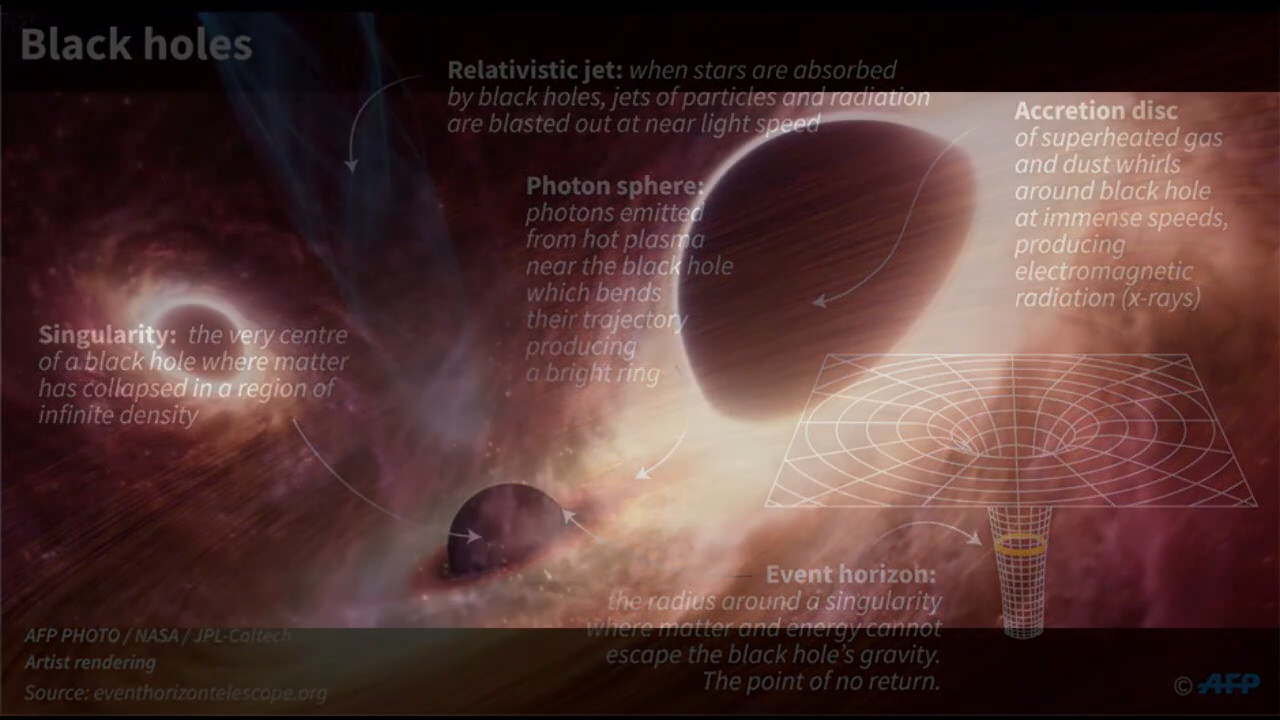 Black holes
Relativistic jet: when stars are absorbed
by black holes, jets of particles and radiation
are blasted out at near light speed
Accretion disc
of superheated gas
and dust whirls
around black hole
at immense speeds,
producing
electromagnetic
radiation (x-rays)
Photon sphere:
photons emitted
from hot plasma
near the black hole
which bends
their trajectory
producing
a bright ring
Singularity: the very centre
of a black hole where matter
has collapsed in a region of
infinite density
Event horizon:
the radius around a singularity
where matter and energy cannot
escape the black hole's gravity.
The point of no return.
AFP PHOTO / NASA / JPL-Caltech
Artist rendering
Source: eventhorizontelescope.org
© AFP